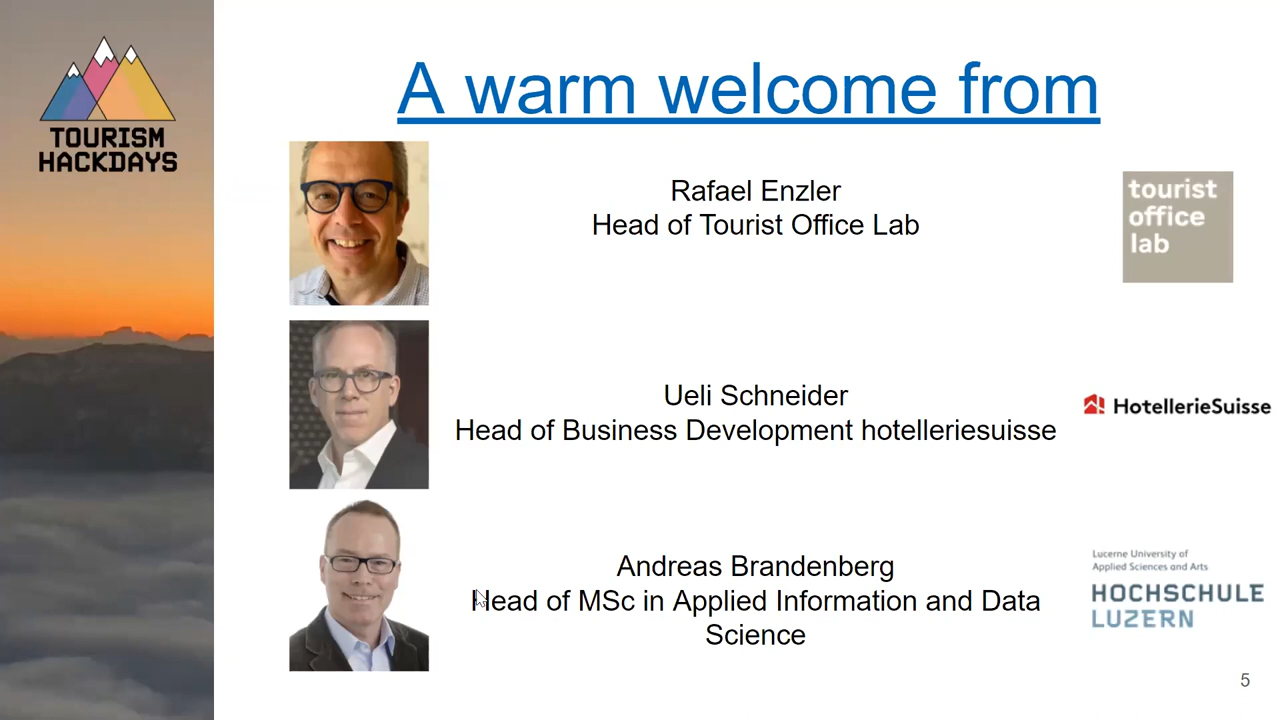 TOURISM
HACKDAYS
A warm welcome from
Rafael Enzler
Head of Tourist Office Lab
tourist
office
lab
Ueli Schneider
Head of Business Development hotelleriesuisse
HotellerieSuisse
Andreas Brandenberg
Head of MSc in Applied Information and Data
Science
Lucerne University of
Applied Sciences and Arts
HOCHSCHULE
LUZERN
5